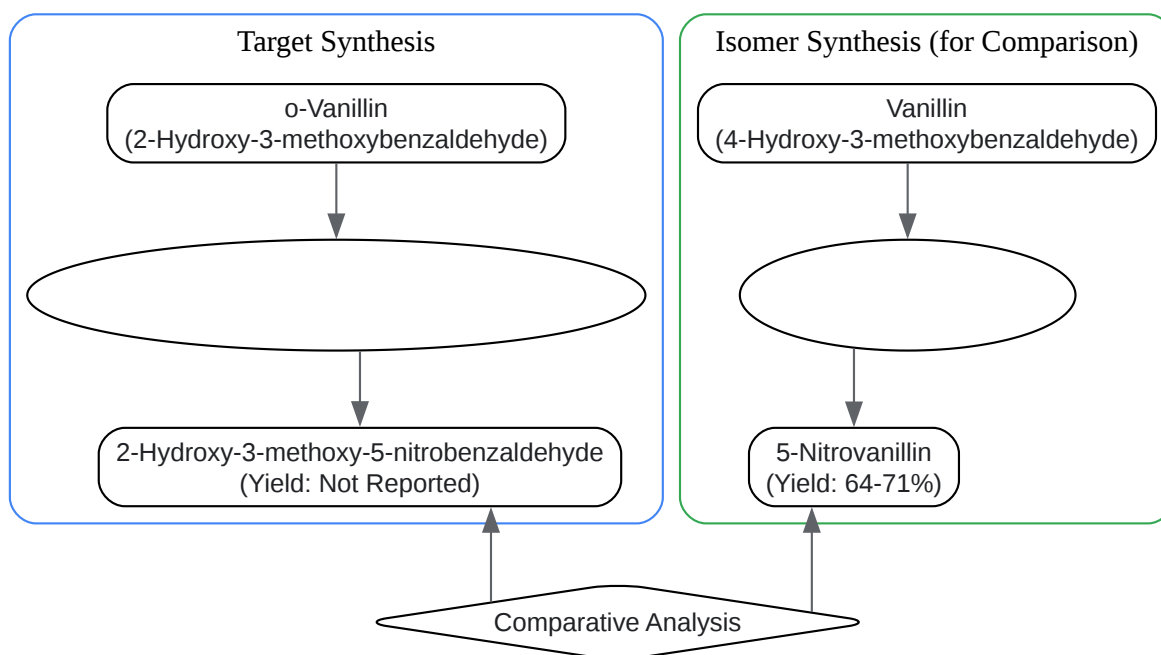 Target Synthesis
o-Vanillin
(2-Hydroxy-3-methoxybenzaldehyde)
2-Hydroxy-3-methoxy-5-nitrobenzaldehyde
(Yield: Not Reported)
Isomer Synthesis (for Comparison)
Vanillin
(4-Hydroxy-3-methoxybenzaldehyde)
5-Nitrovanillin
(Yield: 64-71%)
Comparative Analysis